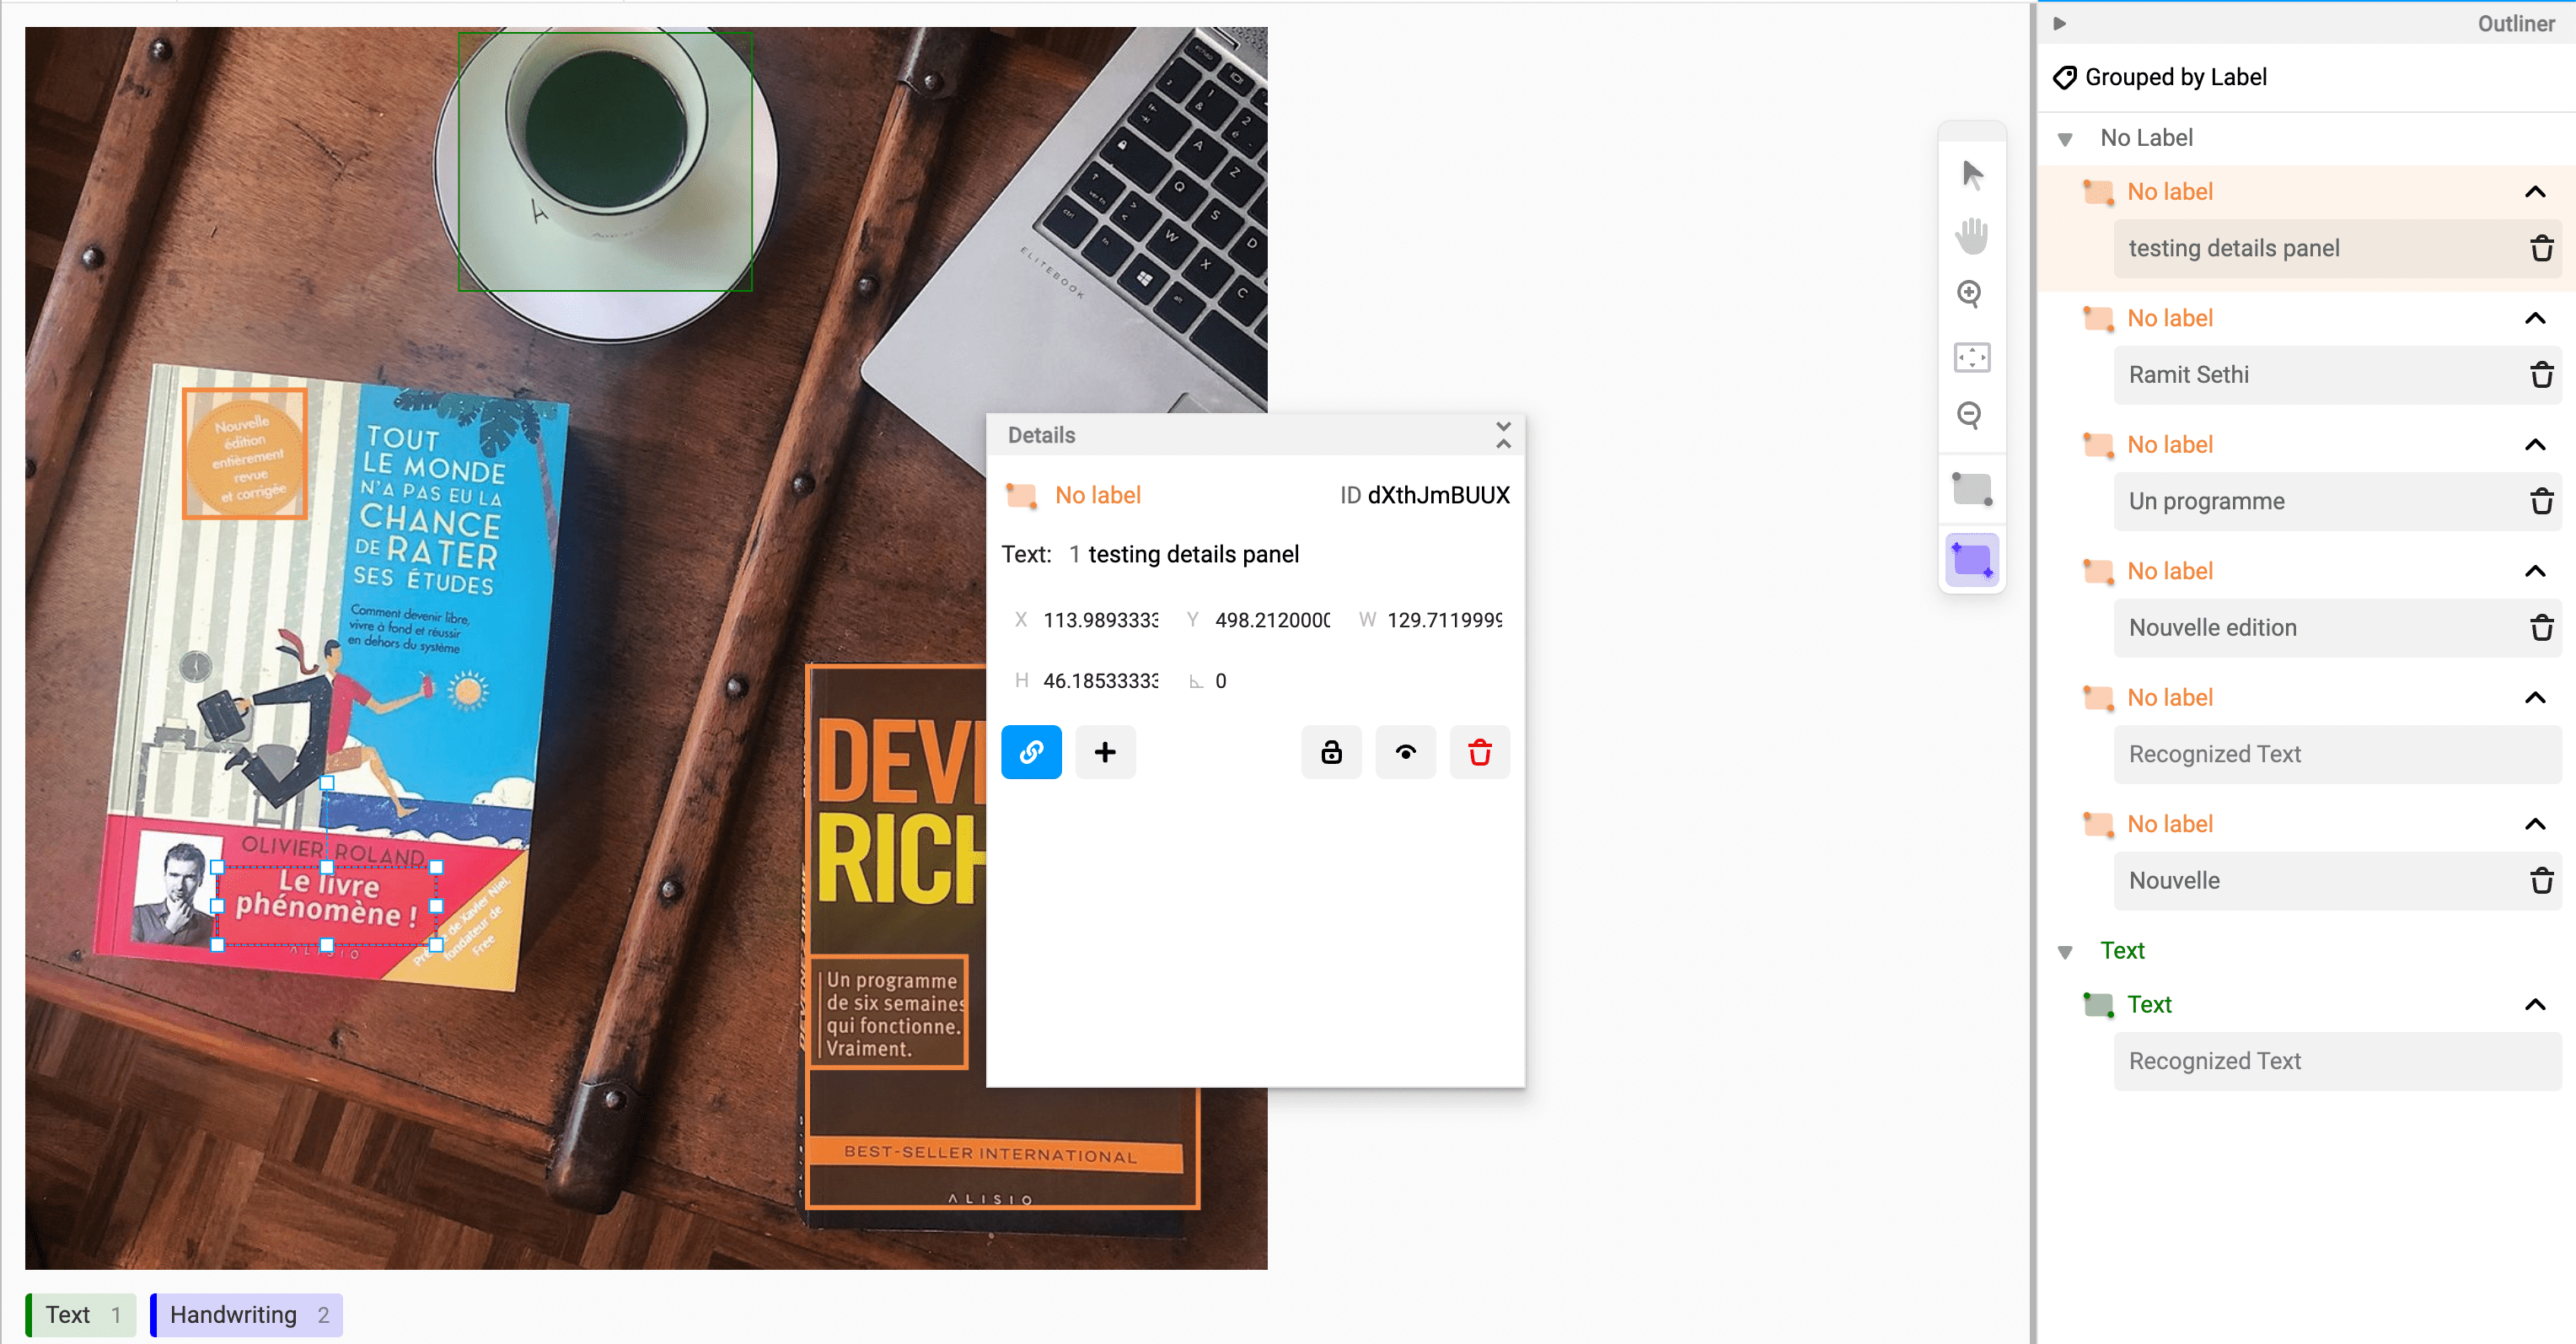 Outliner
Grouped by Label
No Label
No label
testing details panel
No label
Ramit Sethi
No label
Un programme
No label
Nouvelle edition
No label
Recognized Text
No label
Nouvelle
Text
Text
Recognized Text
Details
No label
ID dXthJmBUUX
Text: 1 testing details panel
X 113.9893333 Y 498.2120000 W 129.7119999
H 46.18533333 0
ELITEBOOK
Nouvelle
édition
entièrement
revue
et corrigée
TOUT
LE MONDE
N'A PAS EU LA
CHANCE
DE RATER
SES ÉTUDES
Comment devenir libre,
vivre à fond et réussir
en dehors du système
OLIVIER ROLAND
Le livre
phénomène !
de Xavier Niel,
fondateur de
Free
ALISIO
DEVE
RICH
Un programme
de six semaines
qui fonctionne.
Vraiment.
BEST-SELLER INTERNATIONAL
ALISIO
Text 1
Handwriting 2